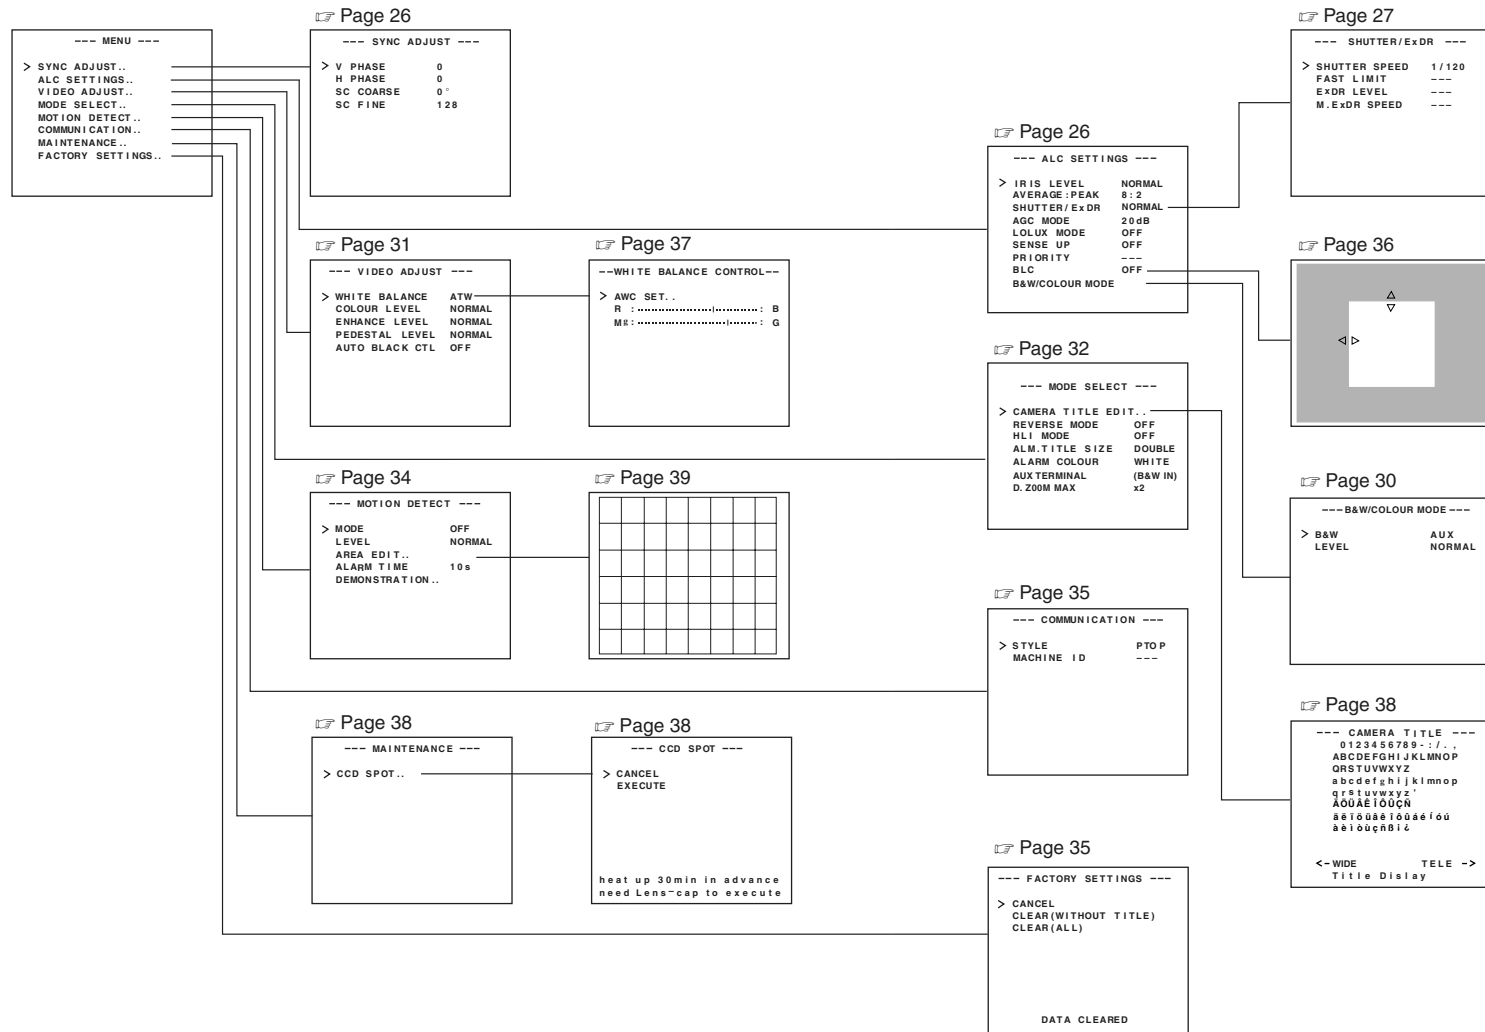 --- MENU ---
> SYNC ADJUST..
ALC SETTINGS..
VIDEO ADJUST..
MODE SELECT..
MOTION DETECT..
COMMUNICATION..
MAINTENANCE..
FACTORY SETTINGS..
☞ Page 26
--- SYNC ADJUST ---
> V PHASE 0
H PHASE 0
SC COARSE 0°
SC FINE 128
☞ Page 26
--- ALC SETTINGS ---
> IRIS LEVEL NORMAL
AVERAGE:PEAK 8:2
SHUTTER/ExDR NORMAL
AGC MODE 20dB
LOLUX MODE OFF
SENSE UP OFF
PRIORITY ---
BLC OFF
B&W/COLOUR MODE
☞ Page 27
--- SHUTTER/ExDR ---
> SHUTTER SPEED 1/120
FAST LIMIT ---
ExDR LEVEL ---
M.ExDR SPEED ---
☞ Page 31
--- VIDEO ADJUST ---
> WHITE BALANCE ATW
COLOUR LEVEL NORMAL
ENHANCE LEVEL NORMAL
PEDESTAL LEVEL NORMAL
AUTO BLACK CTL OFF
☞ Page 37
--WHITE BALANCE CONTROL--
> AWC SET..
R : : B
Mg: : G
☞ Page 36
☞ Page 32
--- MODE SELECT ---
> CAMERA TITLE EDIT..
REVERSE MODE OFF
HLI MODE OFF
ALM.TITLE SIZE DOUBLE
ALARM COLOUR WHITE
AUX TERMINAL (B&W IN)
D. Z00M MAX x2
☞ Page 34
--- MOTION DETECT ---
> MODE OFF
LEVEL NORMAL
AREA EDIT..
ALARM TIME 10s
DEMONSTRATION..
☞ Page 39
☞ Page 30
---B&W/COLOUR MODE---
> B&W AUX
LEVEL NORMAL
☞ Page 35
--- COMMUNICATION ---
> STYLE PTOP
MACHINE ID ---
☞ Page 38
--- MAINTENANCE ---
> CCD SPOT..
☞ Page 38
--- CCD SPOT ---
> CANCEL
EXECUTE
heat up 30min in advance
need Lens-cap to execute
☞ Page 38
--- CAMERA TITLE ---
0123456789-:/.,
ABCDEFGHIJKLMNOP
QRSTUVWXYZ
abcdefghijklmnop
qrstuvwxyz'
ÄÖÜÂÊÎÔÛÇÑ
äëïöüâêîôûáéíóú
àèìòùçñßi¿
<-WIDE TELE ->
Title Dislay
☞ Page 35
--- FACTORY SETTINGS ---
> CANCEL
CLEAR(WITHOUT TITLE)
CLEAR(ALL)
DATA CLEARED